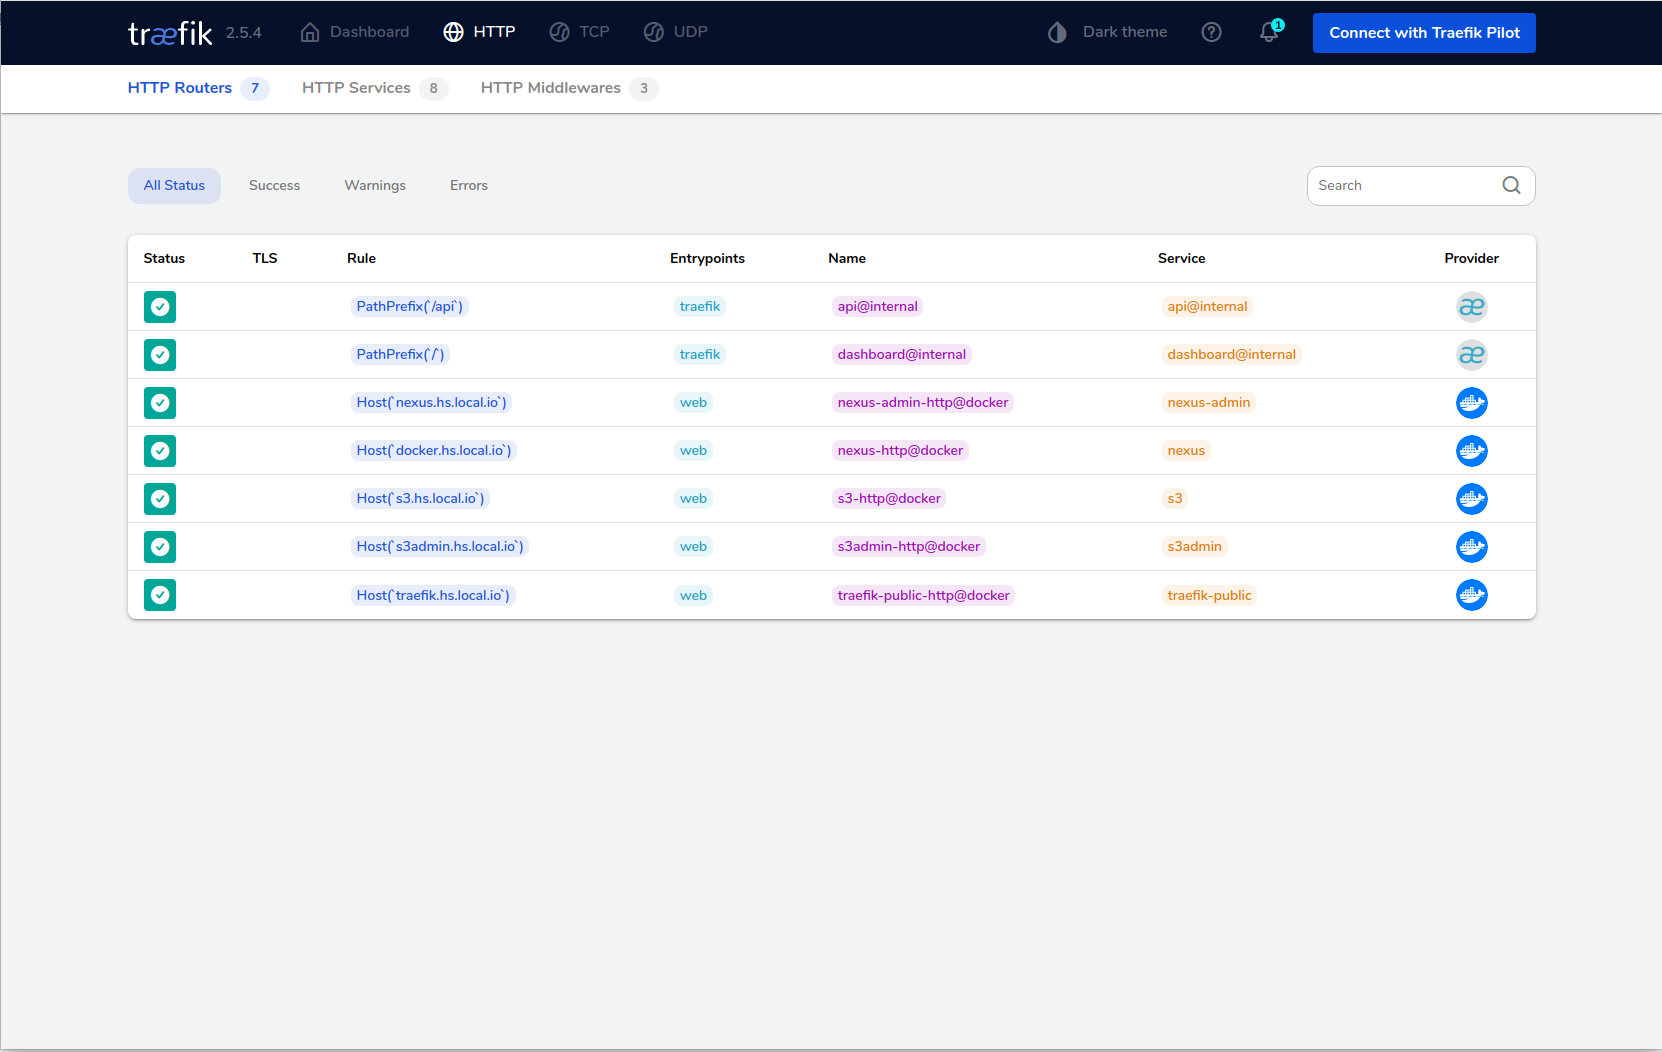 træfik 2.5.4 Dashboard HTTP TCP UDP Dark theme 1 Connect with Traefik Pilot
HTTP Routers 7 HTTP Services 8 HTTP Middlewares 3
All Status Success Warnings Errors Search
Status TLS Rule Entrypoints Name Service Provider
PathPrefix(`/api`) traefik api@internal api@internal æ
PathPrefix(`/`) traefik dashboard@internal dashboard@internal æ
Host(`nexus.hs.local.io`) web nexus-admin-http@docker nexus-admin
Host(`docker.hs.local.io`) web nexus-http@docker nexus
Host(`s3.hs.local.io`) web s3-http@docker s3
Host(`s3admin.hs.local.io`) web s3admin-http@docker s3admin
Host(`traefik.hs.local.io`) web traefik-public-http@docker traefik-public